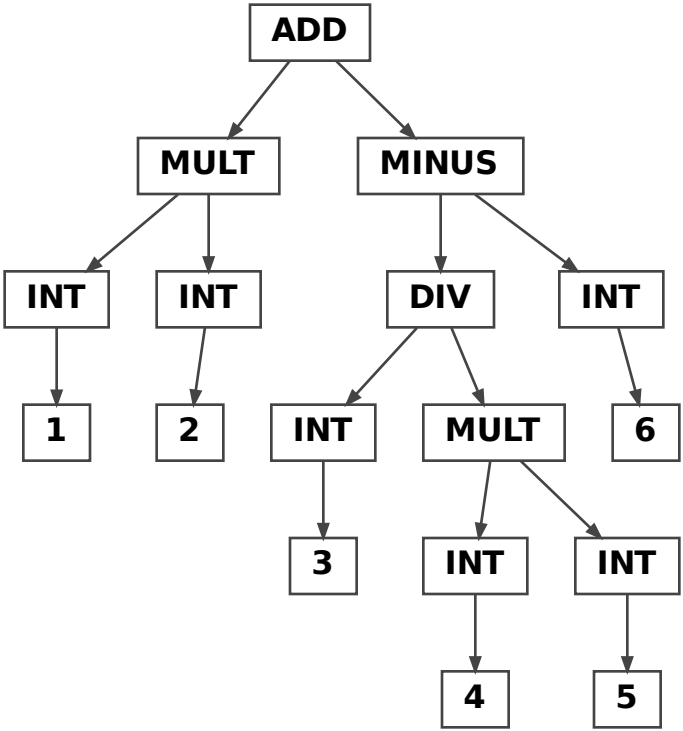 ADD
MULT MINUS
INT INT DIV INT
1 2 INT MULT 6
3 INT INT
4 5